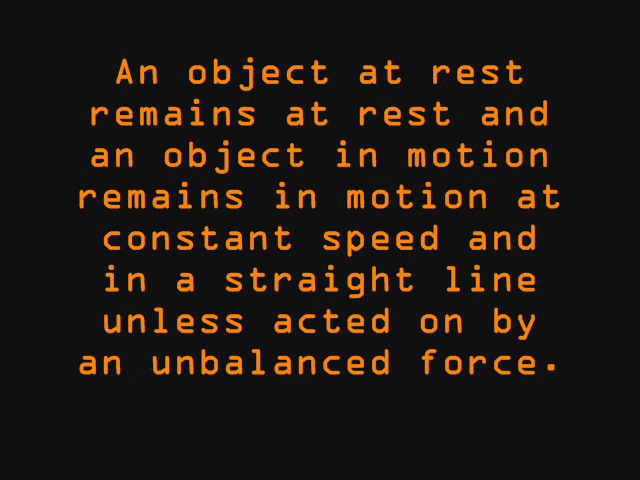 An object at rest
remains at rest and
an object in motion
remains in motion at
constant speed and
in a straight line
unless acted on by
an unbalanced force.